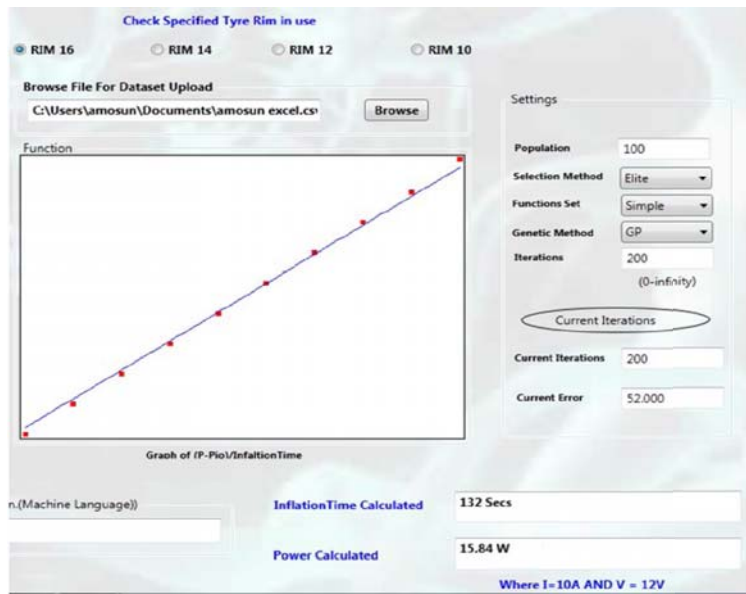 Check Specified Tyre Rim in use
RIM 16 RIM 14 RIM 12 RIM 10
Browse File For Dataset Upload
C:\Users\amosun\Documents\amosun excel.csv
Browse
Function
Graph of (P-Pio)/InfaltionTime
Settings
Population 100
Selection Method Elite
Functions Set Simple
Genetic Method GP
Iterations 200
(0-infinity)
Current Iterations
Current Iterations 200
Current Error 52.000
n.(Machine Language))
InflationTime Calculated 132 Secs
Power Calculated 15.84 W
Where I=10A AND V = 12V